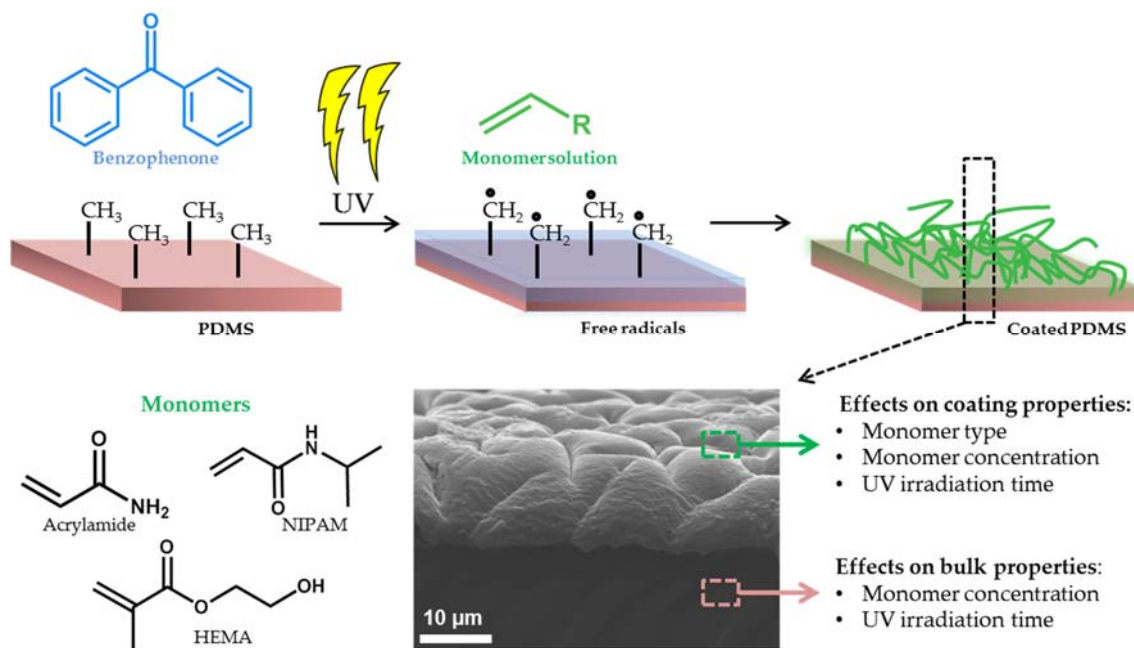 O
Benzophenone
UV
R
Monomer solution
CH3
CH3
CH3
CH3
CH2
CH2
CH2
CH2
PDMS
Free radicals
Coated PDMS
Monomers
O
NH2
Acrylamide
H
N
O
NIPAM
O
O
OH
HEMA
10 µm
Effects on coating properties:
• Monomer type
• Monomer concentration
• UV irradiation time
Effects on bulk properties:
• Monomer concentration
• UV irradiation time